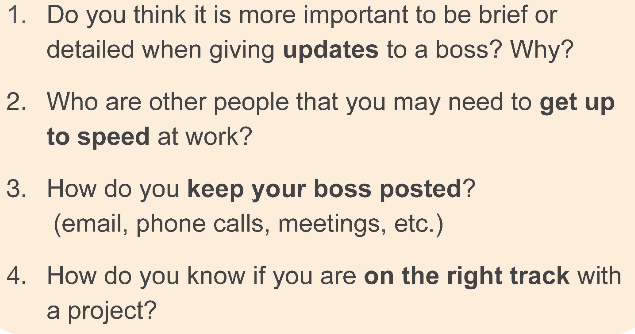 1. Do you think it is more important to be brief or
detailed when giving updates to a boss? Why?
2. Who are other people that you may need to get up
to speed at work?
3. How do you keep your boss posted?
(email, phone calls, meetings, etc.)
4. How do you know if you are on the right track with
a project?